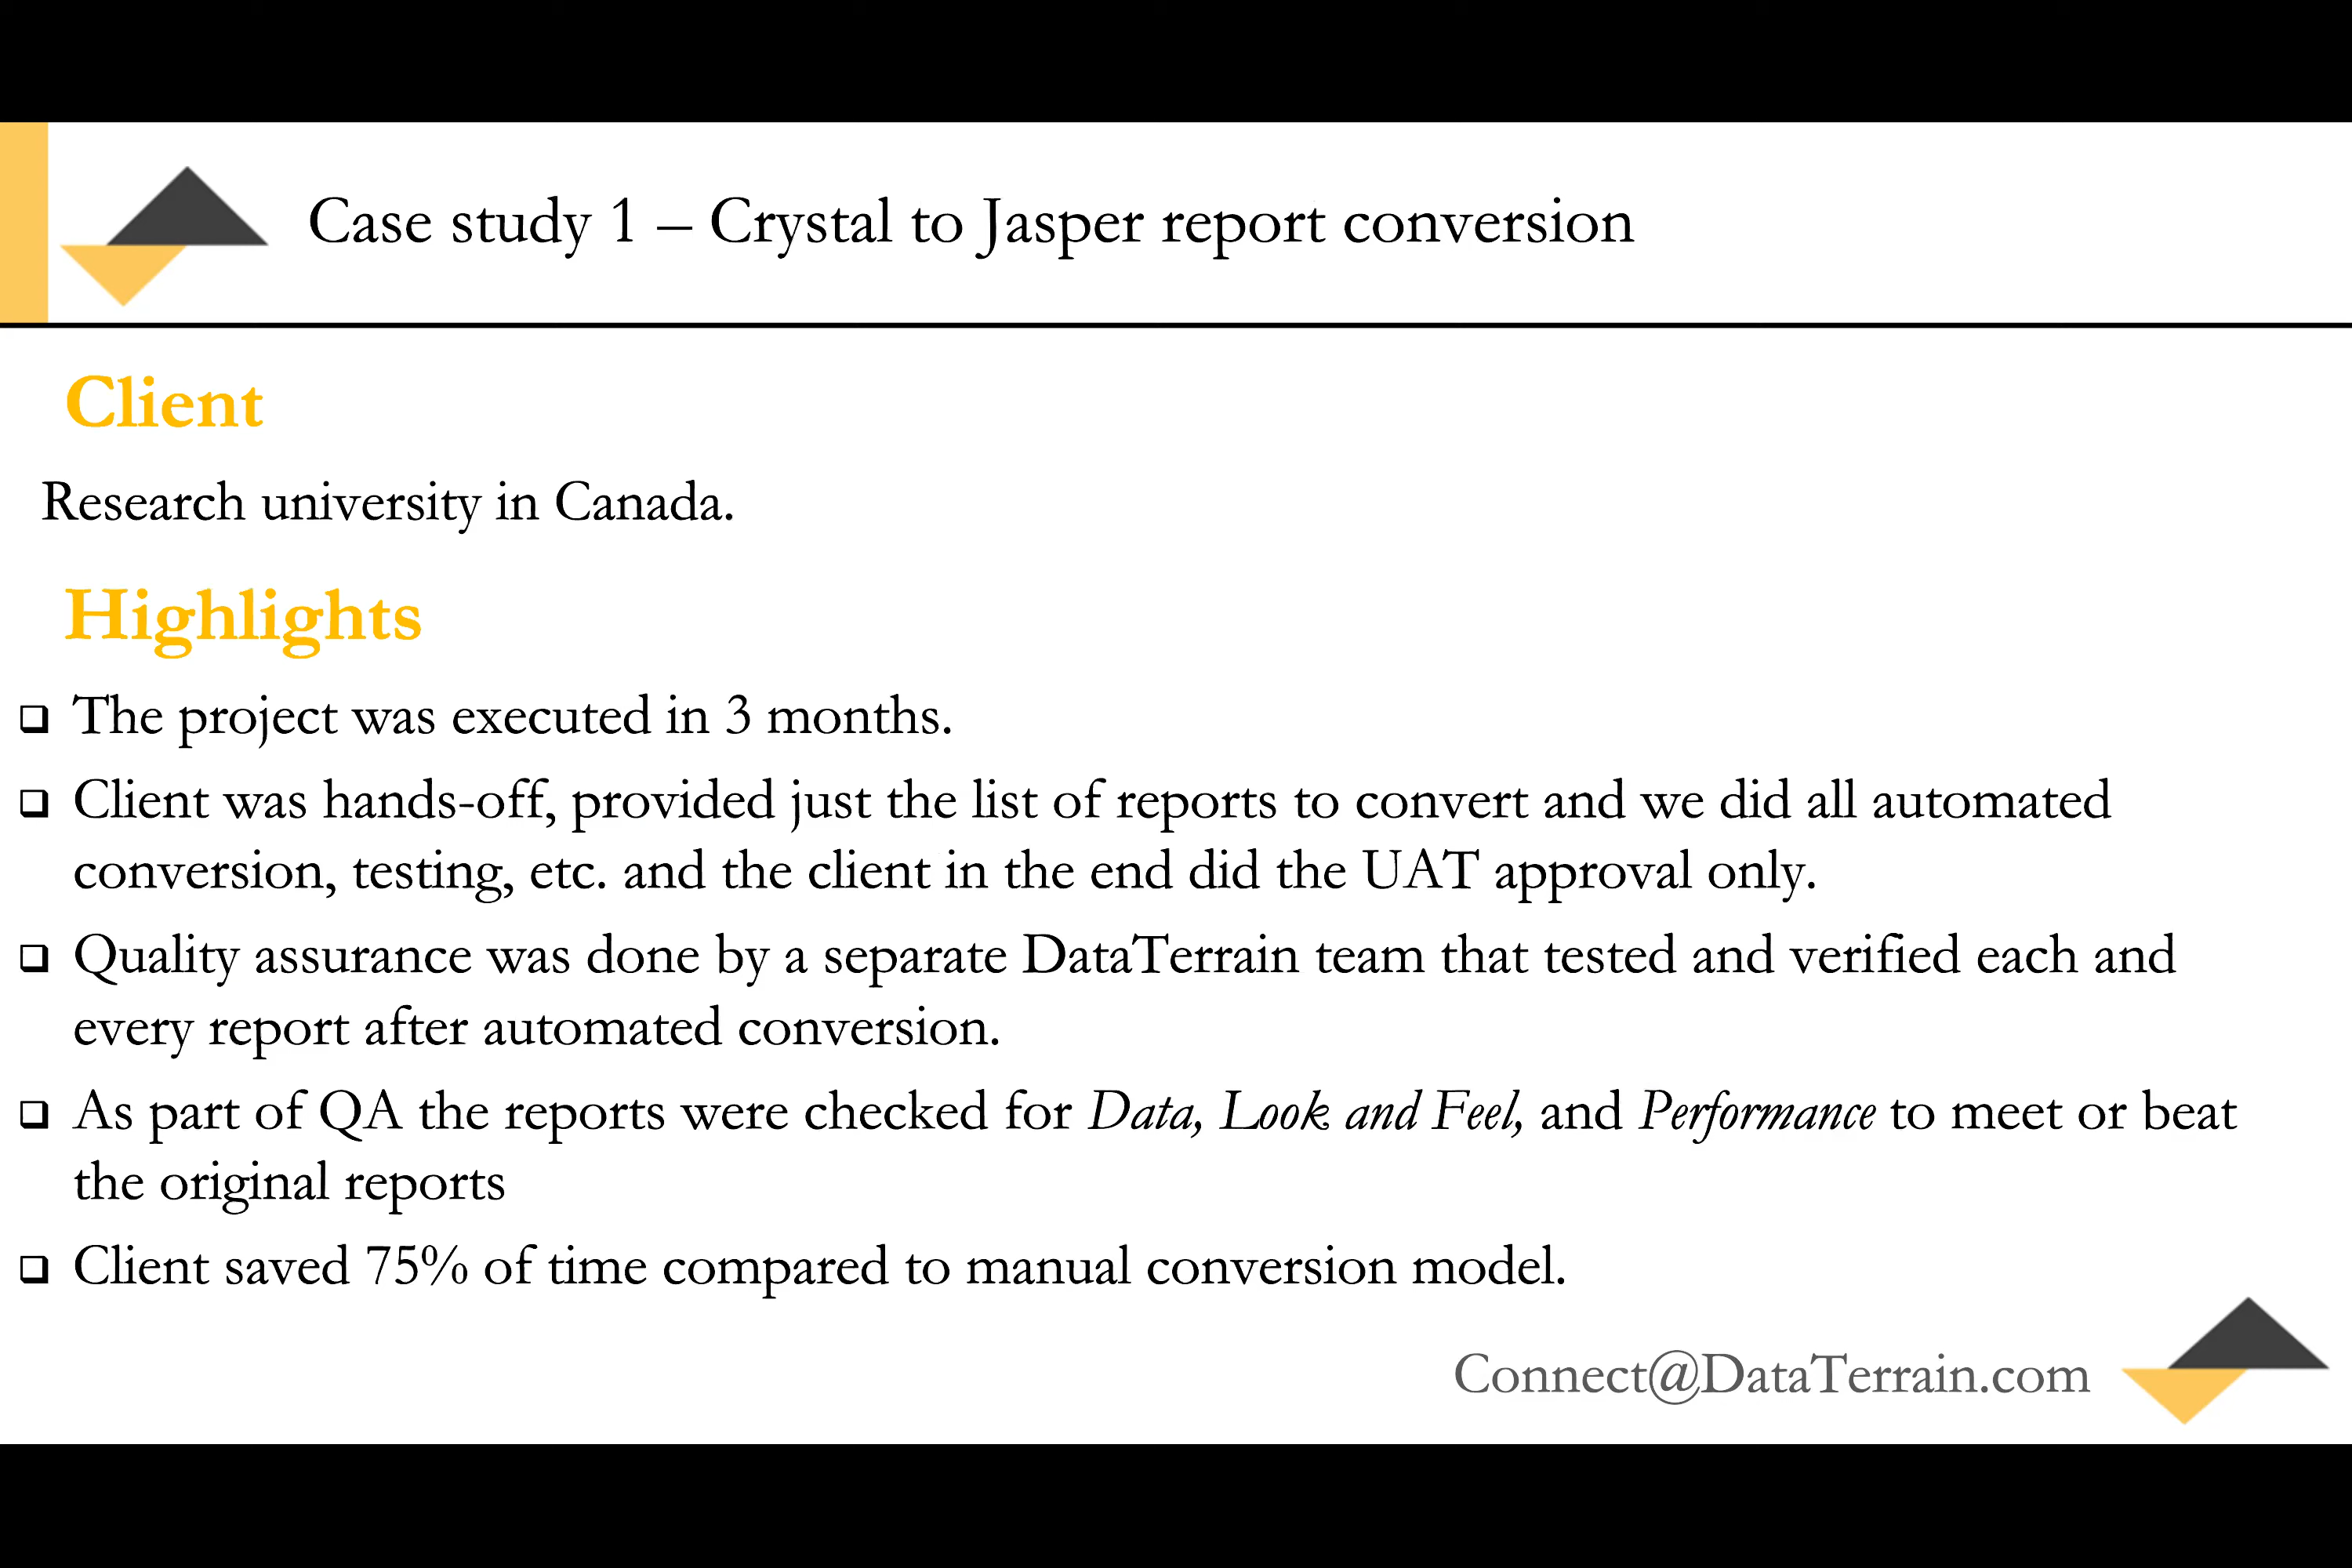 Case study 1 – Crystal to Jasper report conversion
Client
Research university in Canada.
Highlights
The project was executed in 3 months.
Client was hands-off, provided just the list of reports to convert and we did all automated
conversion, testing, etc. and the client in the end did the UAT approval only.
Quality assurance was done by a separate DataTerrain team that tested and verified each and
every report after automated conversion.
As part of QA the reports were checked for Data, Look and Feel, and Performance to meet or beat
the original reports
Client saved 75% of time compared to manual conversion model.
Connect@DataTerrain.com